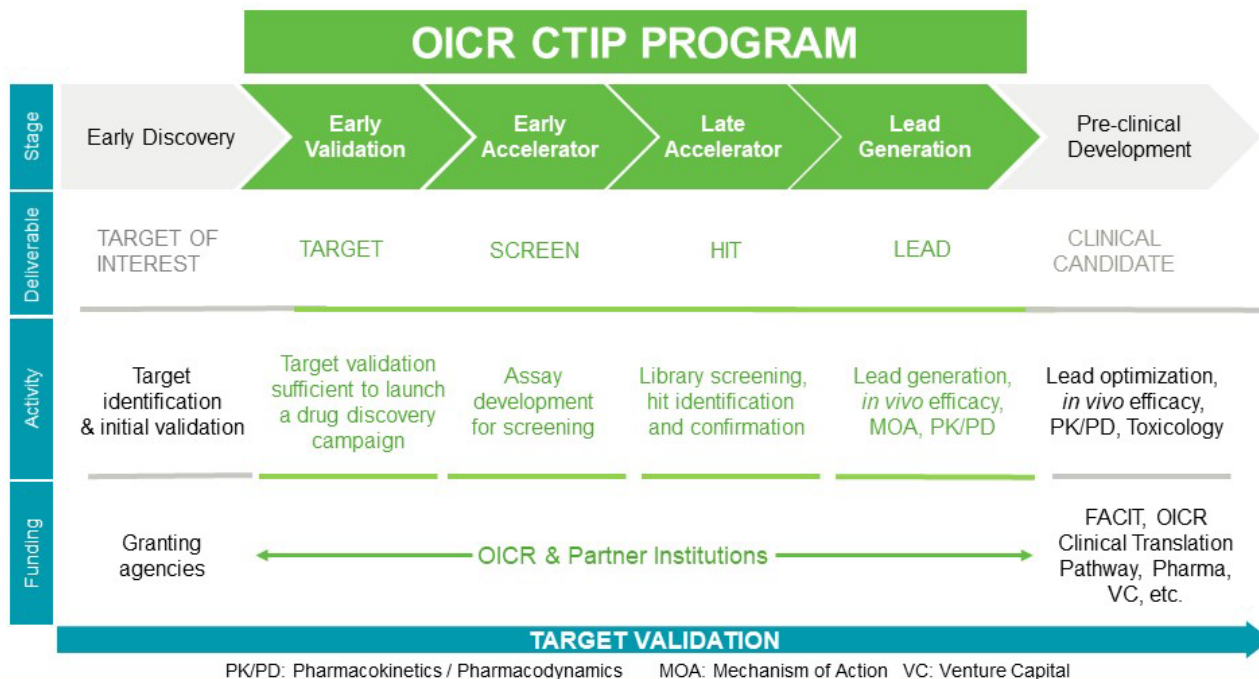 OICR CTIP PROGRAM
Stage
Early Discovery
Early
Validation
Early
Accelerator
Late
Accelerator
Lead
Generation
Pre-clinical
Development
Deliverable
TARGET OF
INTEREST
TARGET
SCREEN
HIT
LEAD
CLINICAL
CANDIDATE
Activity
Target
identification
& initial validation
Target validation
sufficient to launch
a drug discovery
campaign
Assay
development
for screening
Library screening,
hit identification
and confirmation
Lead generation,
in vivo efficacy,
MOA, PK/PD
Lead optimization,
in vivo efficacy,
PK/PD, Toxicology
Funding
Granting
agencies
OICR & Partner Institutions
FACIT, OICR
Clinical Translation
Pathway, Pharma,
VC, etc.
TARGET VALIDATION
PK/PD: Pharmacokinetics / Pharmacodynamics MOA: Mechanism of Action VC: Venture Capital